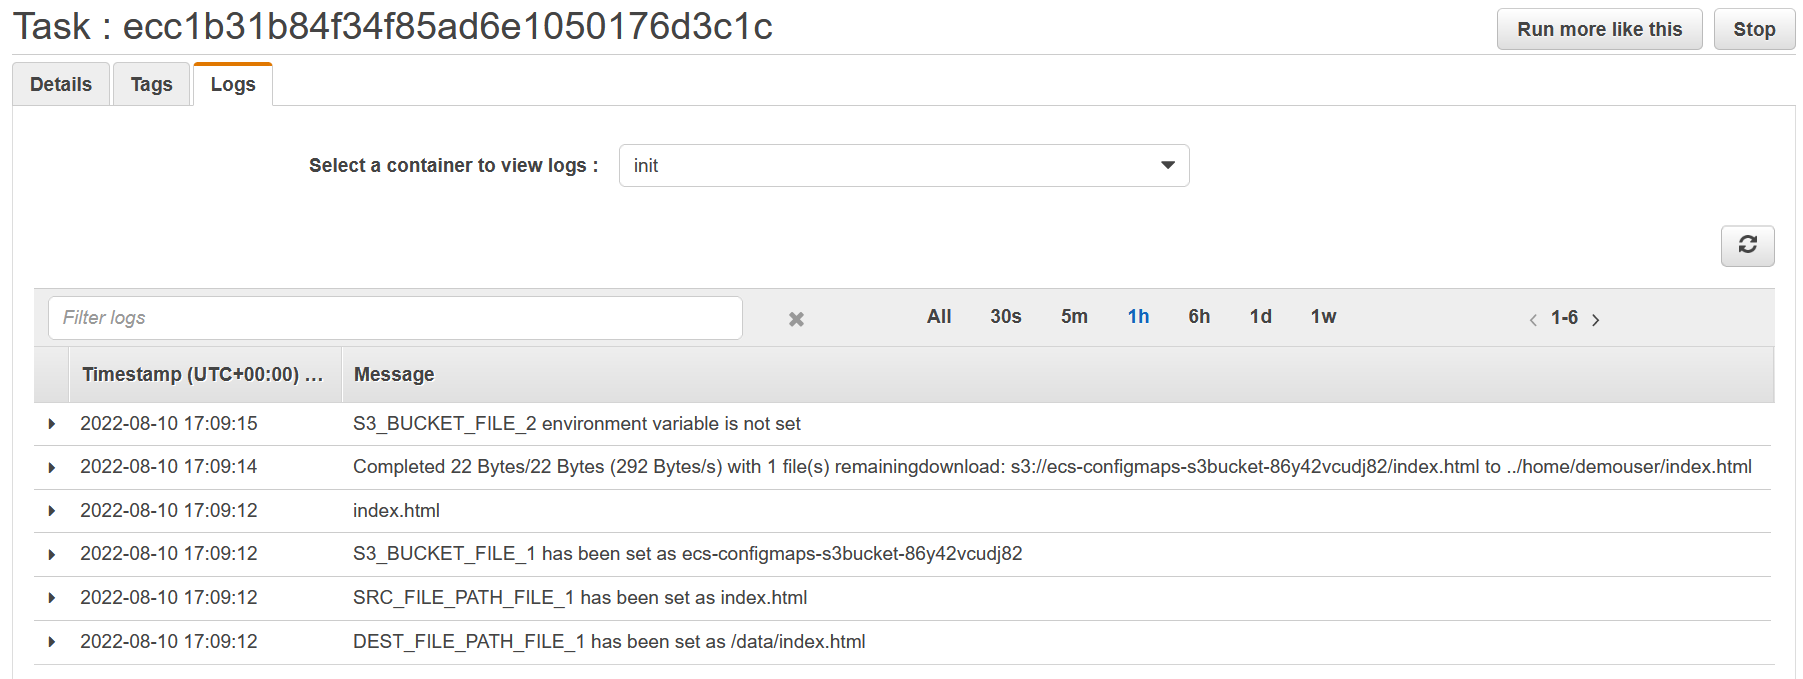 Task : ecc1b31b84f34f85ad6e1050176d3c1c
Run more like this
Stop
Details
Tags
Logs
Select a container to view logs :
init
Filter logs
All 30s 5m 1h 6h 1d 1w
1-6
Timestamp (UTC+00:00) ... Message
2022-08-10 17:09:15 S3_BUCKET_FILE_2 environment variable is not set
2022-08-10 17:09:14 Completed 22 Bytes/22 Bytes (292 Bytes/s) with 1 file(s) remainingdownload: s3://ecs-configmaps-s3bucket-86y42vcudj82/index.html to ../home/demouser/index.html
2022-08-10 17:09:12 index.html
2022-08-10 17:09:12 S3_BUCKET_FILE_1 has been set as ecs-configmaps-s3bucket-86y42vcudj82
2022-08-10 17:09:12 SRC_FILE_PATH_FILE_1 has been set as index.html
2022-08-10 17:09:12 DEST_FILE_PATH_FILE_1 has been set as /data/index.html